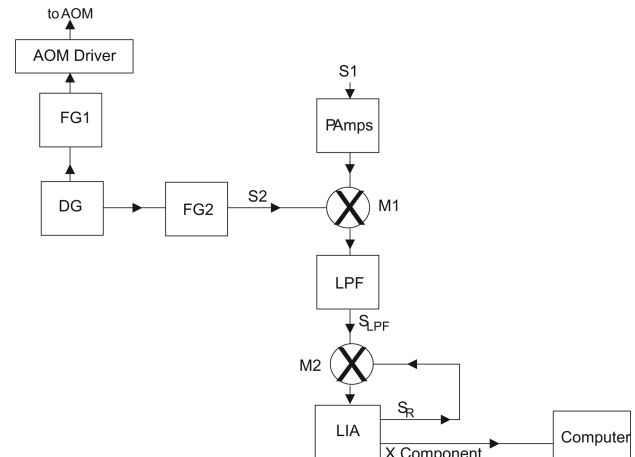 to AOM
AOM Driver
FG1
S1
PAmps
DG
FG2
S2
M1
LPF
SLPF
M2
SR
LIA
X Component
Computer